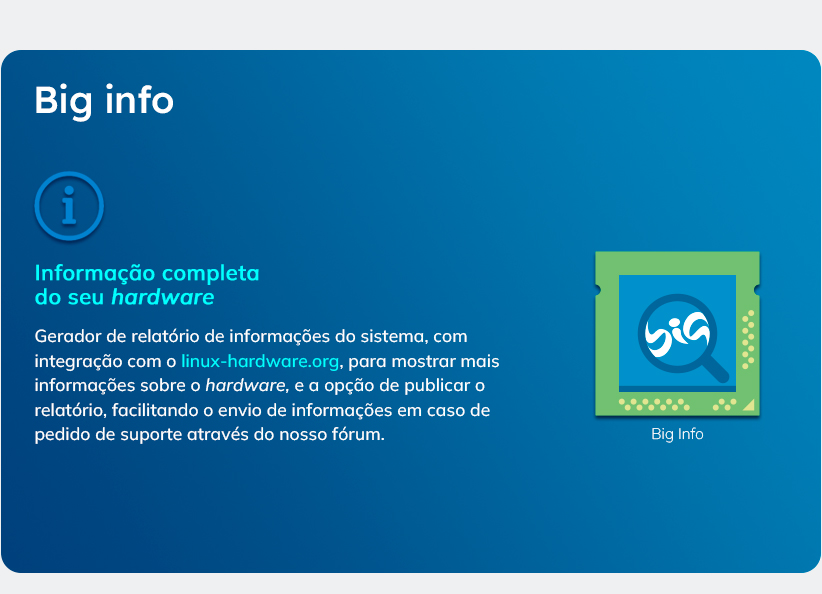 Big info
Informação completa
do seu hardware
Gerador de relatório de informações do sistema, com
integração com o linux-hardware.org, para mostrar mais
informações sobre o hardware, e a opção de publicar o
relatório, facilitando o envio de informações em caso de
pedido de suporte através do nosso fórum.
big
Big Info